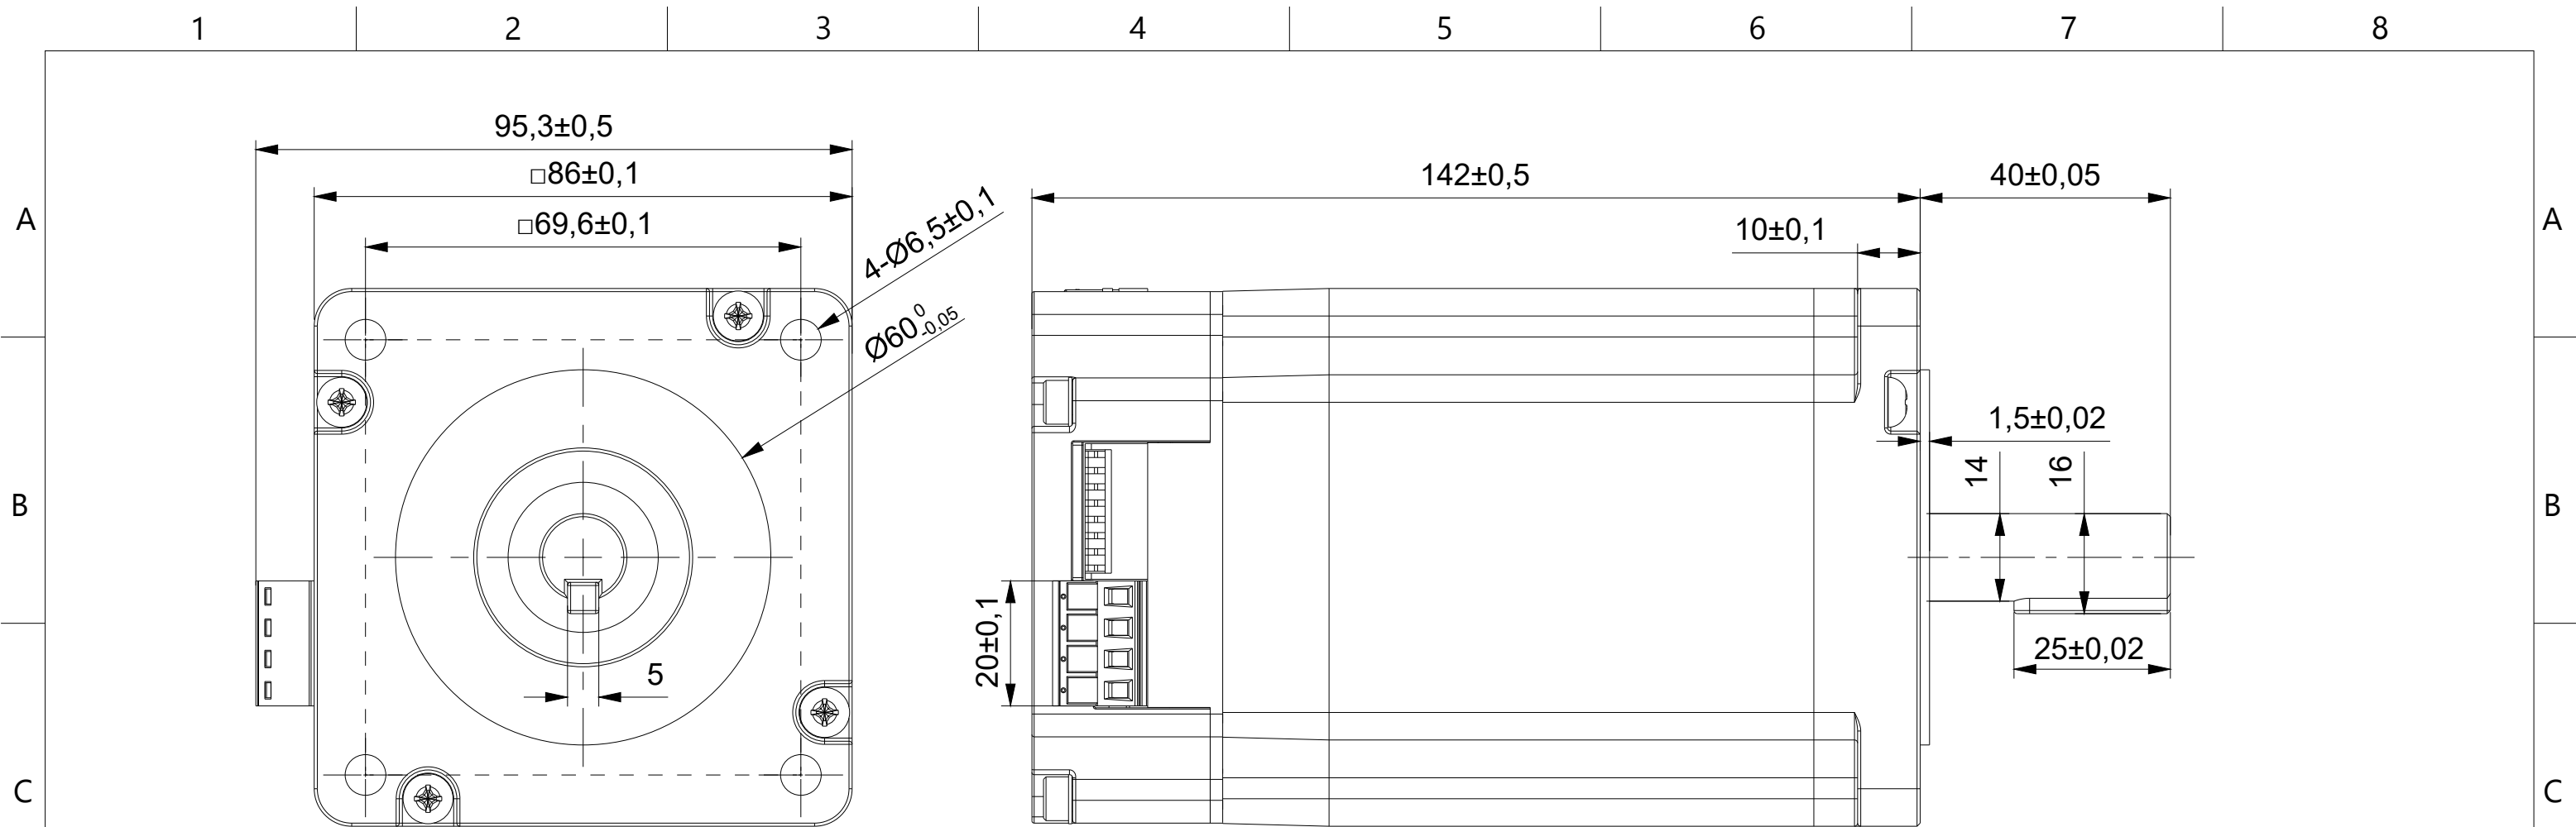 1 2 3 4 5 6 7 8
95,3±0,5
□86±0,1
142±0,5
40±0,05
A
□69,6±0,1
4-Ø6,5±0,1
10±0,1
A
Ø60 0 -0,05
1,5±0,02
14
16
B
B
20±0,1
25±0,02
5
C
C